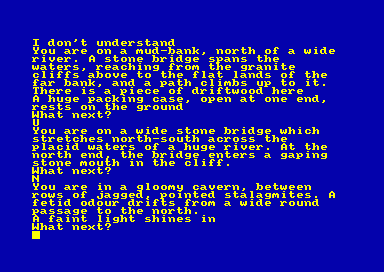 I don't understand
You are on a mud-bank, north of a wide
river. A stone bridge spans the
waters, reaching from the granite
cliffs above to the flat lands of the
far bank, and a path climbs up to it.
There is a piece of driftwood here
A huge packing case, open at one end,
rests on the ground
What next?
U
You are on a wide stone bridge which
stretches north-south across the
placid waters of a huge river. At the
north end, the bridge enters a gaping
stone mouth in the cliff.
What next?
N
You are in a gloomy cavern, between
rows of jagged, pointed stalagmites. A
fetid odour drifts from a wide round
passage to the north.
A faint light shines in
What next?